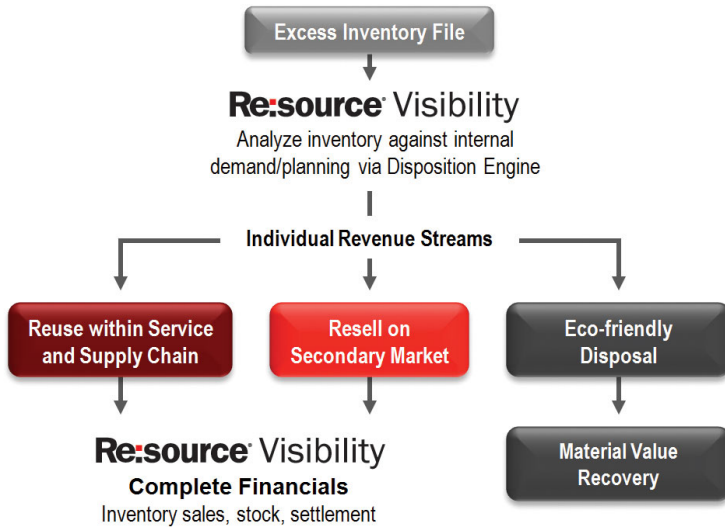 Excess Inventory File
Re:source® Visibility
Analyze inventory against internal
demand/planning via Disposition Engine
Individual Revenue Streams
Reuse within Service
and Supply Chain
Resell on
Secondary Market
Eco-friendly
Disposal
Re:source® Visibility
Complete Financials
Inventory sales, stock, settlement
Material Value
Recovery